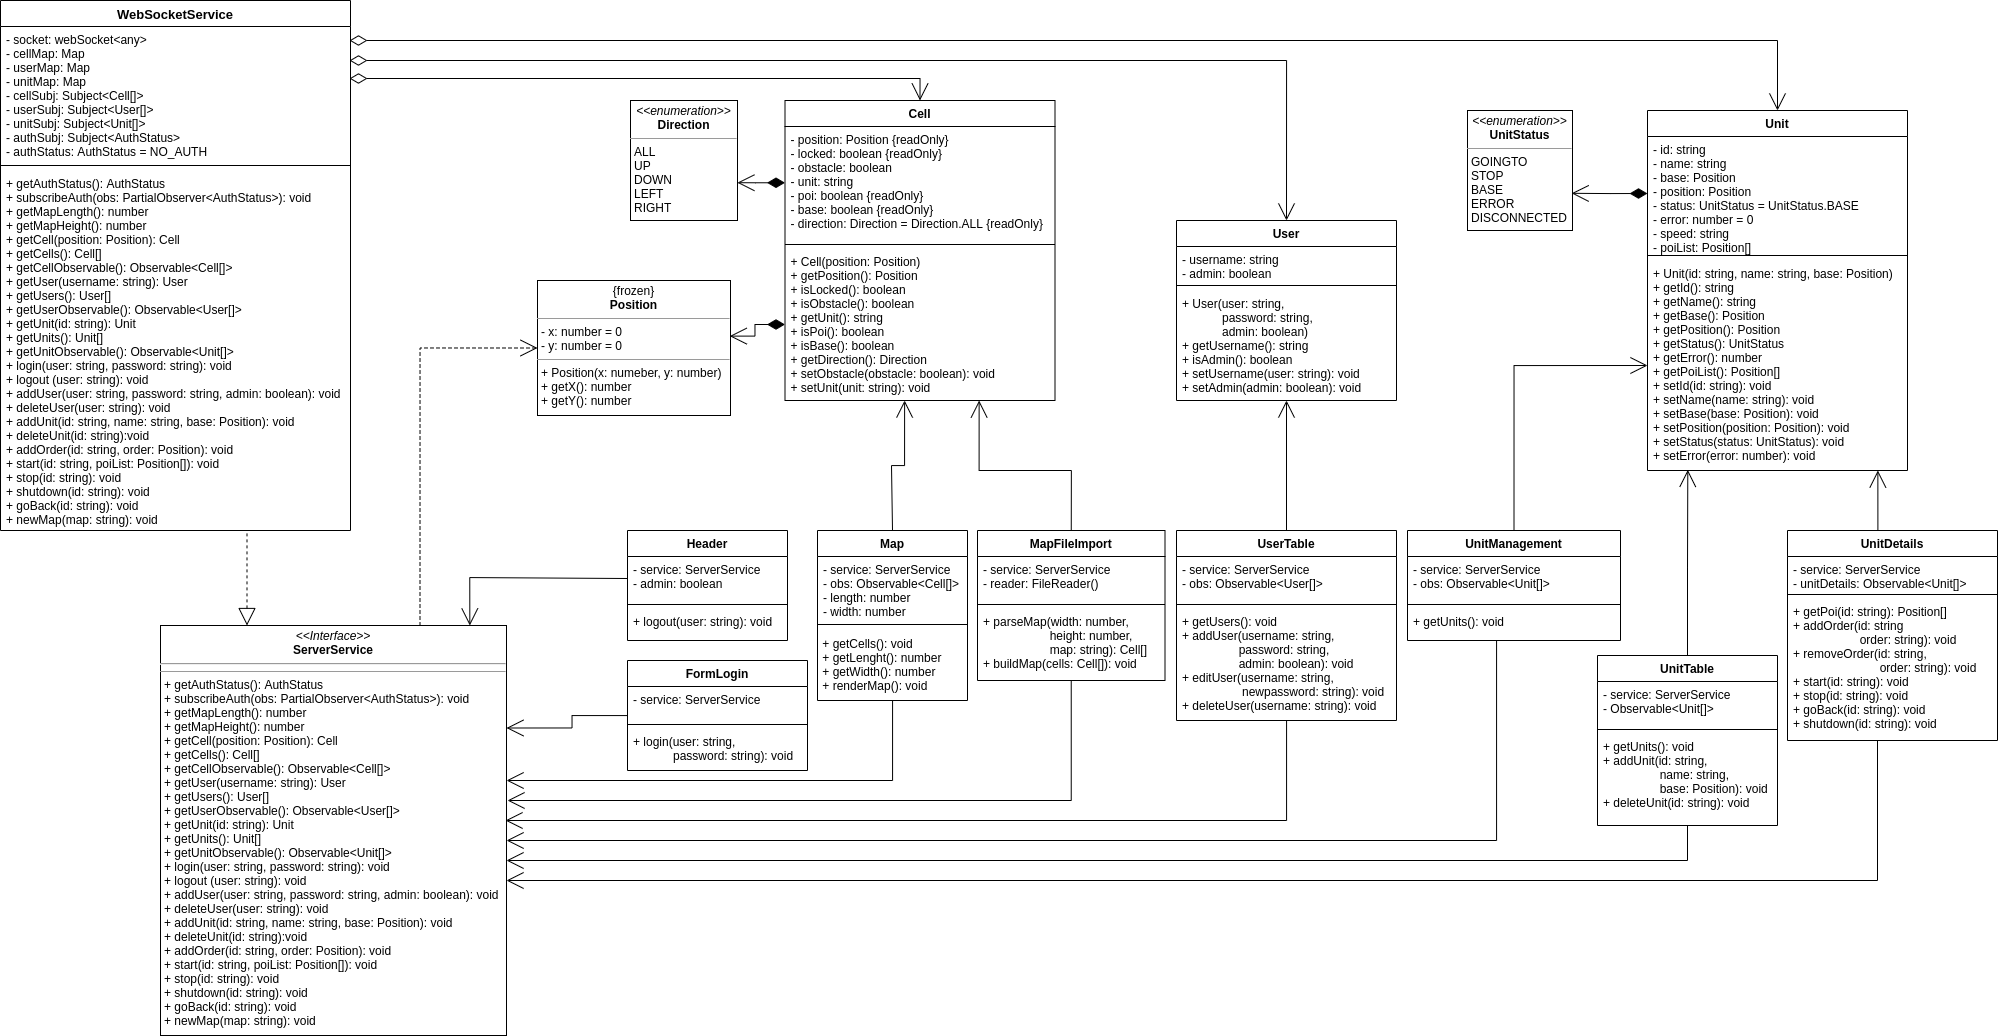 WebSocketService
- socket: webSocket<any>
- cellMap: Map
- userMap: Map
- unitMap: Map
- cellSubj: Subject<Cell[]>
- userSubj: Subject<User[]>
- unitSubj: Subject<Unit[]>
- authSubj: Subject<AuthStatus>
- authStatus: AuthStatus = NO_AUTH
+ getAuthStatus(): AuthStatus
+ subscribeAuth(obs: PartialObserver<AuthStatus>): void
+ getMapLength(): number
+ getMapHeight(): number
+ getCell(position: Position): Cell
+ getCells(): Cell[]
+ getCellObservable(): Observable<Cell[]>
+ getUser(username: string): User
+ getUsers(): User[]
+ getUserObservable(): Observable<User[]>
+ getUnit(id: string): Unit
+ getUnits(): Unit[]
+ getUnitObservable(): Observable<Unit[]>
+ login(user: string, password: string): void
+ logout (user: string): void
+ addUser(user: string, password: string, admin: boolean): void
+ deleteUser(user: string): void
+ addUnit(id: string, name: string, base: Position): void
+ deleteUnit(id: string):void
+ addOrder(id: string, order: Position): void
+ start(id: string, poiList: Position[]): void
+ stop(id: string): void
+ shutdown(id: string): void
+ goBack(id: string): void
+ newMap(map: string): void
<<enumeration>>
Direction
ALL
UP
DOWN
LEFT
RIGHT
Cell
- position: Position {readOnly}
- locked: boolean {readOnly}
- obstacle: boolean
- unit: string
- poi: boolean {readOnly}
- base: boolean {readOnly}
- direction: Direction = Direction.ALL {readOnly}
+ Cell(position: Position)
+ getPosition(): Position
+ isLocked(): boolean
+ isObstacle(): boolean
+ getUnit(): string
+ isPoi(): boolean
+ isBase(): boolean
+ getDirection(): Direction
+ setObstacle(obstacle: boolean): void
+ setUnit(unit: string): void
{frozen}
Position
- x: number = 0
- y: number = 0
+ Position(x: numeber, y: number)
+ getX(): number
+ getY(): number
User
- username: string
- admin: boolean
+ User(user: string,
password: string,
admin: boolean)
+ getUsername(): string
+ isAdmin(): boolean
+ setUsername(user: string): void
+ setAdmin(admin: boolean): void
<<enumeration>>
UnitStatus
GOINGTO
STOP
BASE
ERROR
DISCONNECTED
Unit
- id: string
- name: string
- base: Position
- position: Position
- status: UnitStatus = UnitStatus.BASE
- error: number = 0
- speed: string
- poiList: Position[]
+ Unit(id: string, name: string, base: Position)
+ getId(): string
+ getName(): string
+ getBase(): Position
+ getPosition(): Position
+ getStatus(): UnitStatus
+ getError(): number
+ getPoiList(): Position[]
+ setId(id: string): void
+ setName(name: string): void
+ setBase(base: Position): void
+ setPosition(position: Position): void
+ setStatus(status: UnitStatus): void
+ setError(error: number): void
<<Interface>>
ServerService
+ getAuthStatus(): AuthStatus
+ subscribeAuth(obs: PartialObserver<AuthStatus>): void
+ getMapLength(): number
+ getMapHeight(): number
+ getCell(position: Position): Cell
+ getCells(): Cell[]
+ getCellObservable(): Observable<Cell[]>
+ getUser(username: string): User
+ getUsers(): User[]
+ getUserObservable(): Observable<User[]>
+ getUnit(id: string): Unit
+ getUnits(): Unit[]
+ getUnitObservable(): Observable<Unit[]>
+ login(user: string, password: string): void
+ logout (user: string): void
+ addUser(user: string, password: string, admin: boolean): void
+ deleteUser(user: string): void
+ addUnit(id: string, name: string, base: Position): void
+ deleteUnit(id: string):void
+ addOrder(id: string, order: Position): void
+ start(id: string, poiList: Position[]): void
+ stop(id: string): void
+ shutdown(id: string): void
+ goBack(id: string): void
+ newMap(map: string): void
Header
- service: ServerService
- admin: boolean
+ logout(user: string): void
FormLogin
- service: ServerService
+ login(user: string,
password: string): void
Map
- service: ServerService
- obs: Observable<Cell[]>
- length: number
- width: number
+ getCells(): void
+ getLenght(): number
+ getWidth(): number
+ renderMap(): void
MapFileImport
- service: ServerService
- reader: FileReader()
+ parseMap(width: number,
height: number,
map: string): Cell[]
+ buildMap(cells: Cell[]): void
UserTable
- service: ServerService
- obs: Observable<User[]>
+ getUsers(): void
+ addUser(username: string,
password: string,
admin: boolean): void
+ editUser(username: string,
newpassword: string): void
+ deleteUser(username: string): void
UnitManagement
- service: ServerService
- obs: Observable<Unit[]>
+ getUnits(): void
UnitTable
- service: ServerService
- Observable<Unit[]>
+ getUnits(): void
+ addUnit(id: string,
name: string,
base: Position): void
+ deleteUnit(id: string): void
UnitDetails
- service: ServerService
- unitDetails: Observable<Unit[]>
+ getPoi(id: string): Position[]
+ addOrder(id: string
order: string): void
+ removeOrder(id: string,
order: string): void
+ start(id: string): void
+ stop(id: string): void
+ goBack(id: string): void
+ shutdown(id: string): void